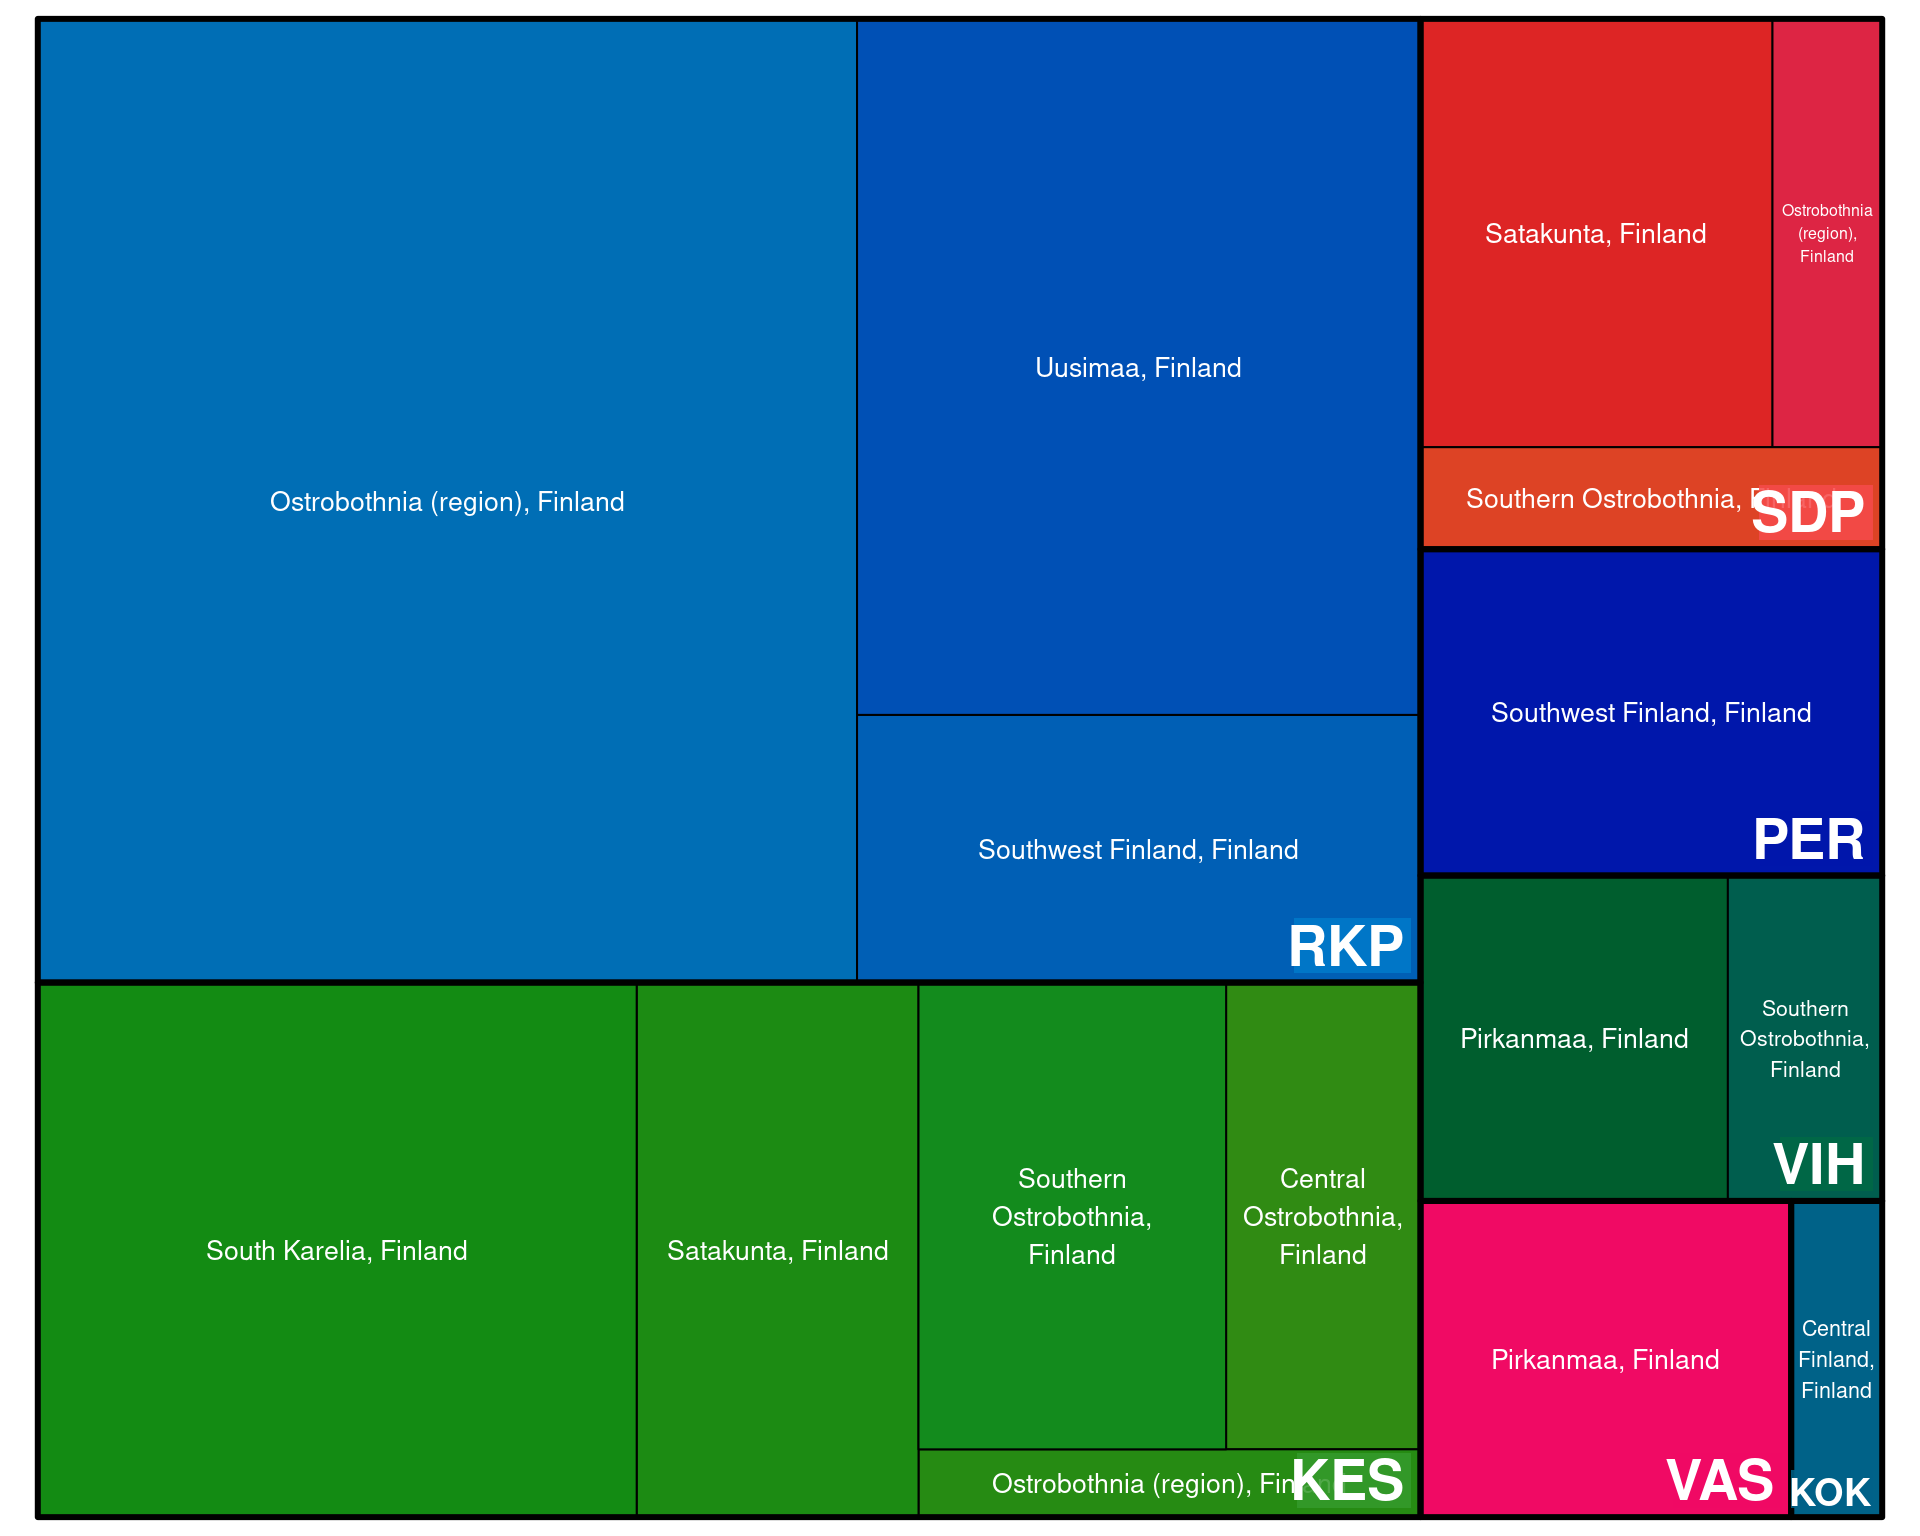 Ostrobothnia (region), Finland
Uusimaa, Finland
Southwest Finland, Finland
RKP
South Karelia, Finland
Satakunta, Finland
Southern
Ostrobothnia,
Finland
Central
Ostrobothnia,
Finland
Ostrobothnia (region), Finland
KES
Satakunta, Finland
Ostrobothnia
(region),
Finland
Southern Ostrobothnia, Finland
SDP
Southwest Finland, Finland
PER
Pirkanmaa, Finland
Southern
Ostrobothnia,
Finland
VIH
Pirkanmaa, Finland
VAS
Central
Finland,
Finland
KOK